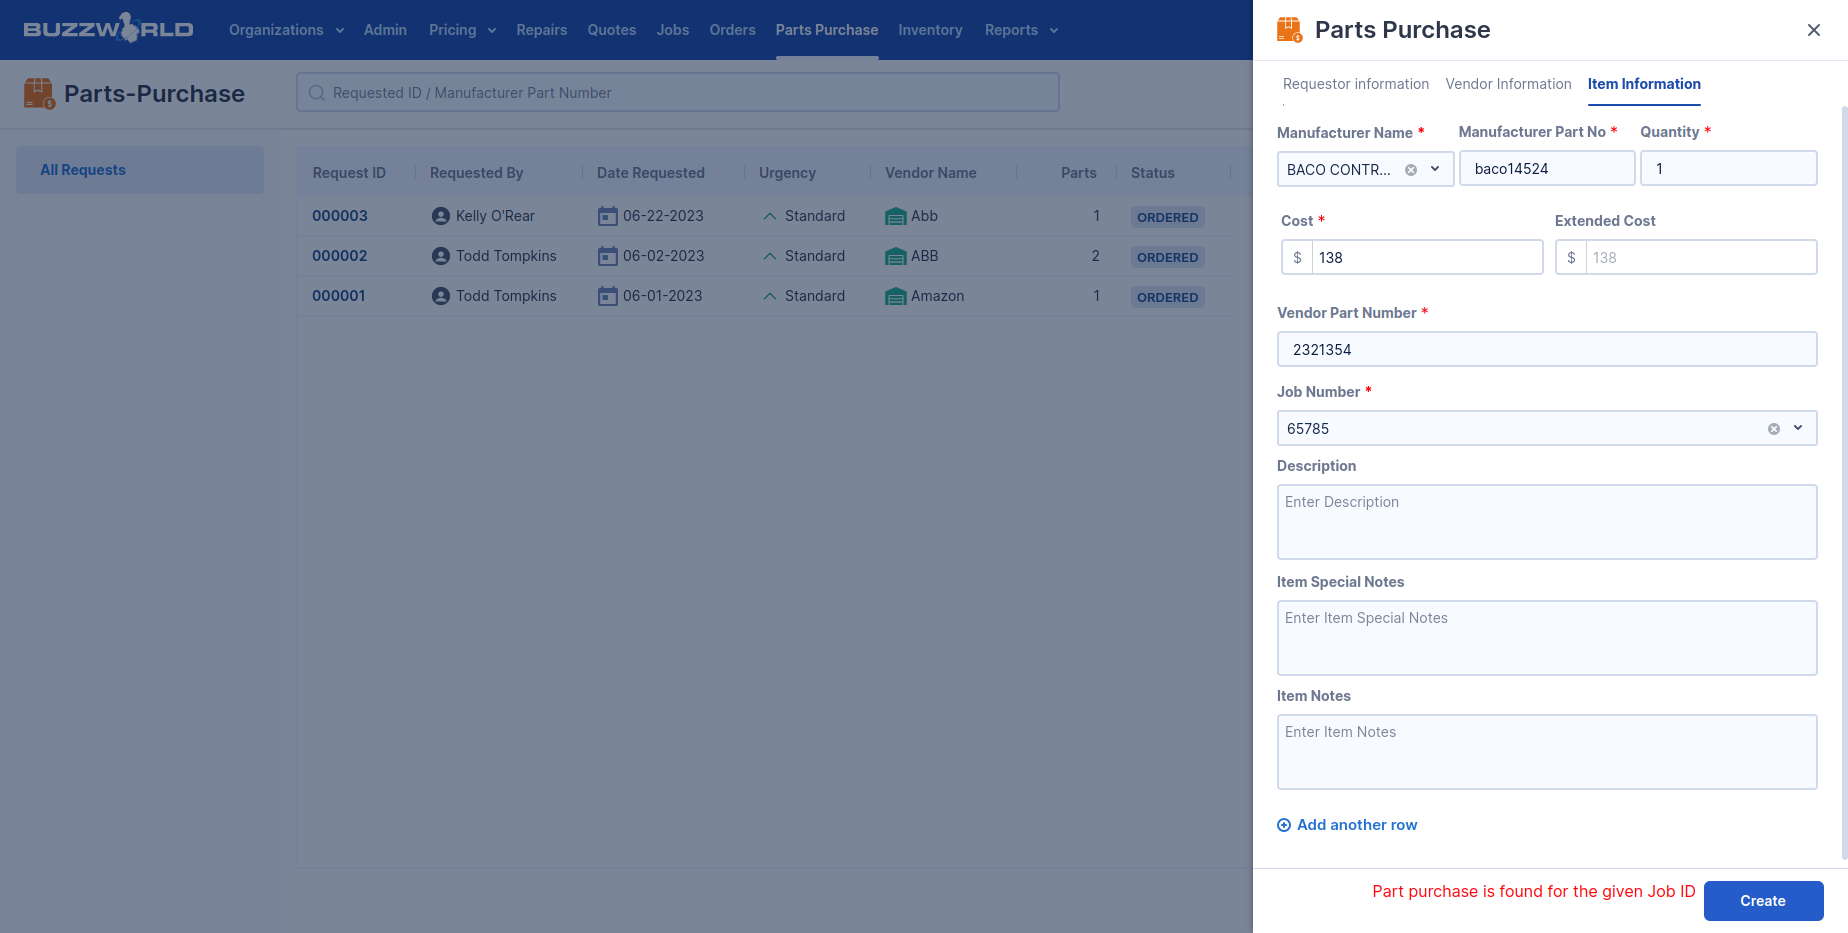 BUZZWORLD Organizations Admin Pricing Repairs Quotes Jobs Orders Parts Purchase Inventory Reports
Parts-Purchase
Requested ID / Manufacturer Part Number
All Requests
Request ID Requested By Date Requested Urgency Vendor Name Parts Status
000003 Kelly O'Rear 06-22-2023 Standard Abb 1 ORDERED
000002 Todd Tompkins 06-02-2023 Standard ABB 2 ORDERED
000001 Todd Tompkins 06-01-2023 Standard Amazon 1 ORDERED
Parts Purchase
Requestor information Vendor Information Item Information
Manufacturer Name * Manufacturer Part No * Quantity *
BACO CONTR... baco14524 1
Cost * Extended Cost
$ 138 $ 138
Vendor Part Number *
2321354
Job Number *
65785
Description
Enter Description
Item Special Notes
Enter Item Special Notes
Item Notes
Enter Item Notes
Add another row
Part purchase is found for the given Job ID
Create